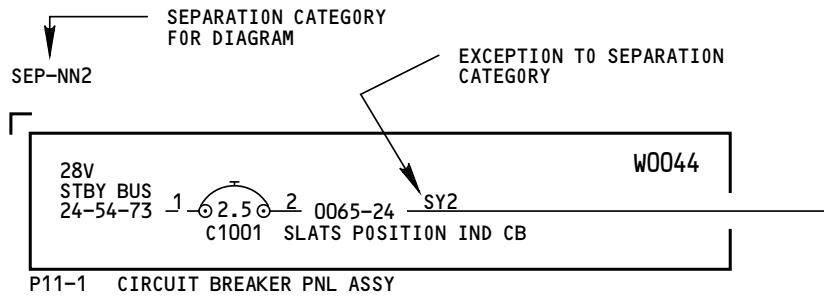 SEPARATION CATEGORY
FOR DIAGRAM
SEP-NN2
EXCEPTION TO SEPARATION
CATEGORY
W0044
28V
STBY BUS
24-54-73 1 2.5 2 0065-24 SY2
C1001 SLATS POSITION IND CB
P11-1 CIRCUIT BREAKER PNL ASSY